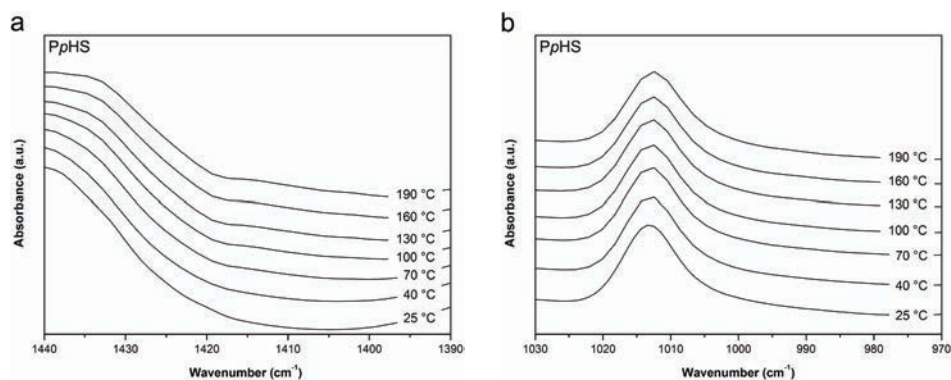 a
PpHS
Absorbance (a.u.)
190 °C
160 °C
130 °C
100 °C
70 °C
40 °C
25 °C
1440 1430 1420 1410 1400 1390
Wavenumber (cm⁻¹)
b
PpHS
Absorbance (a.u.)
190 °C
160 °C
130 °C
100 °C
70 °C
40 °C
25 °C
1030 1020 1010 1000 990 980 970
Wavenumber (cm⁻¹)